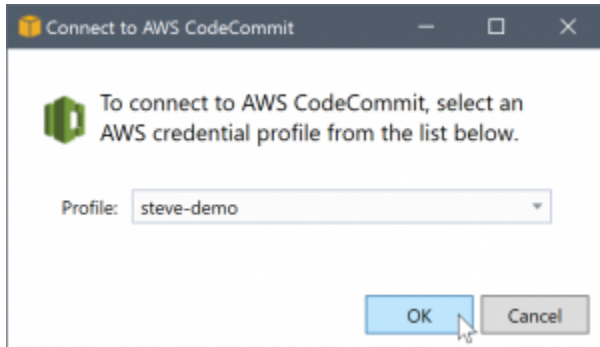 Connect to AWS CodeCommit
To connect to AWS CodeCommit, select an
AWS credential profile from the list below.
Profile: steve-demo
OK Cancel